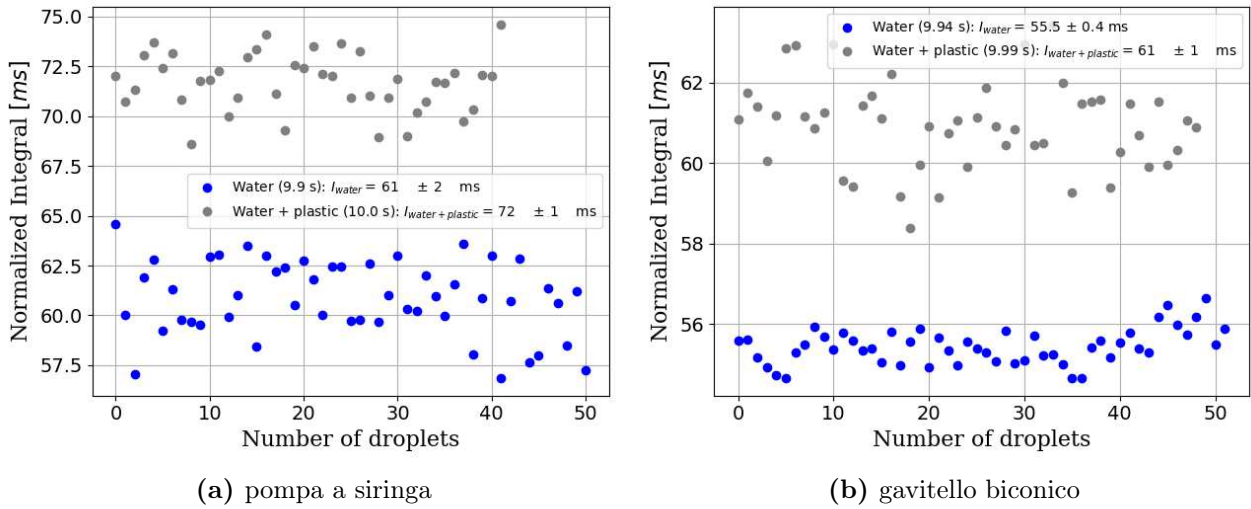 Normalized Integral [ms]
75.0
72.5
70.0
67.5
65.0
62.5
60.0
57.5
Water (9.9 s): I_water = 61 ± 2 ms
Water + plastic (10.0 s): I_water+plastic = 72 ± 1 ms
0 10 20 30 40 50
Number of droplets
(a) pompa a siringa
Normalized Integral [ms]
62
60
58
56
Water (9.94 s): I_water = 55.5 ± 0.4 ms
Water + plastic (9.99 s): I_water+plastic = 61 ± 1 ms
0 10 20 30 40 50
Number of droplets
(b) gavitello biconico